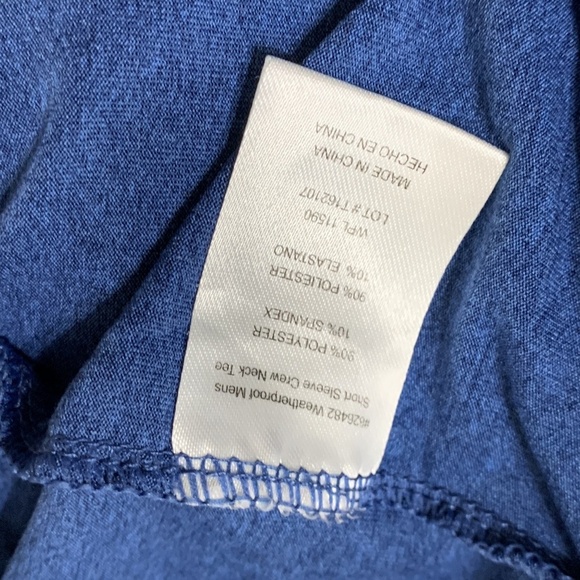 #626482 Weatherproof Mens
Short Sleeve Crew Neck Tee
90% POLYESTER
10% SPANDEX
90% POLIESTER
10% ELASTANO
WPL 11590
LOT # T162107
MADE IN CHINA
HECHO EN CHINA